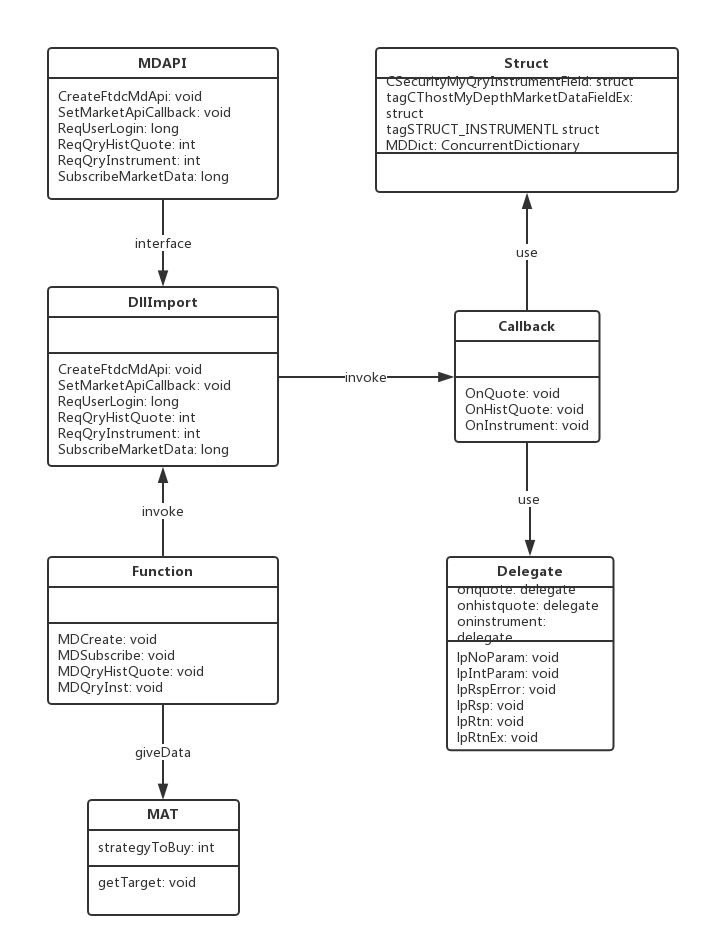 MDAPI
CreateFtdcMdApi: void
SetMarketApiCallback: void
ReqUserLogin: long
ReqQryHistQuote: int
ReqQryInstrument: int
SubscribeMarketData: long
Struct
CSecurityMyQryInstrumentField: struct
tagCThostMyDepthMarketDataFieldEx:
struct
tagSTRUCT_INSTRUMENTL struct
MDDict: ConcurrentDictionary
interface
use
DllImport
CreateFtdcMdApi: void
SetMarketApiCallback: void
ReqUserLogin: long
ReqQryHistQuote: int
ReqQryInstrument: int
SubscribeMarketData: long
invoke
Callback
OnQuote: void
OnHistQuote: void
OnInstrument: void
invoke
use
Function
MDCreate: void
MDSubscribe: void
MDQryHistQuote: void
MDQryInst: void
Delegate
onquote: delegate
onhistquote: delegate
oninstrument:
delegate
lpNoParam: void
lpIntParam: void
lpRspError: void
lpRsp: void
lpRtn: void
lpRtnEx: void
giveData
MAT
strategyToBuy: int
getTarget: void